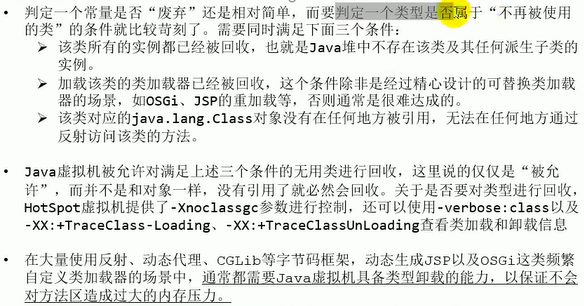 • 判定一个常量是否“废弃”还是相对简单，而要判定一个类型是否属于“不再被使用
的类”的条件就比较苛刻了。需要同时满足下面三个条件：
➢ 该类所有的实例都已经被回收，也就是Java堆中不存在该类及其任何派生子类的
实例。
➢ 加载该类的类加载器已经被回收，这个条件除非是经过精心设计的可替换类加载
器的场景，如OSGi、JSP的重加载等，否则通常是很难达成的。
➢ 该类对应的java.lang.Class对象没有在任何地方被引用，无法在任何地方通过
反射访问该类的方法。
• Java虚拟机被允许对满足上述三个条件的无用类进行回收，这里说的仅仅是“被允
许”，而并不是和对象一样，没有引用了就必然会回收。关于是否要对类型进行回收，
HotSpot虚拟机提供了-Xnoclassgc参数进行控制，还可以使用-verbose:class以及
-XX:+TraceClass-Loading、-XX:+TraceClassUnLoading查看类加载和卸载信息
• 在大量使用反射、动态代理、CGLib等字节码框架，动态生成JSP以及OSGi这类频繁
自定义类加载器的场景中，通常都需要Java虚拟机具备类型卸载的能力，以保证不会
对方法区造成过大的内存压力。